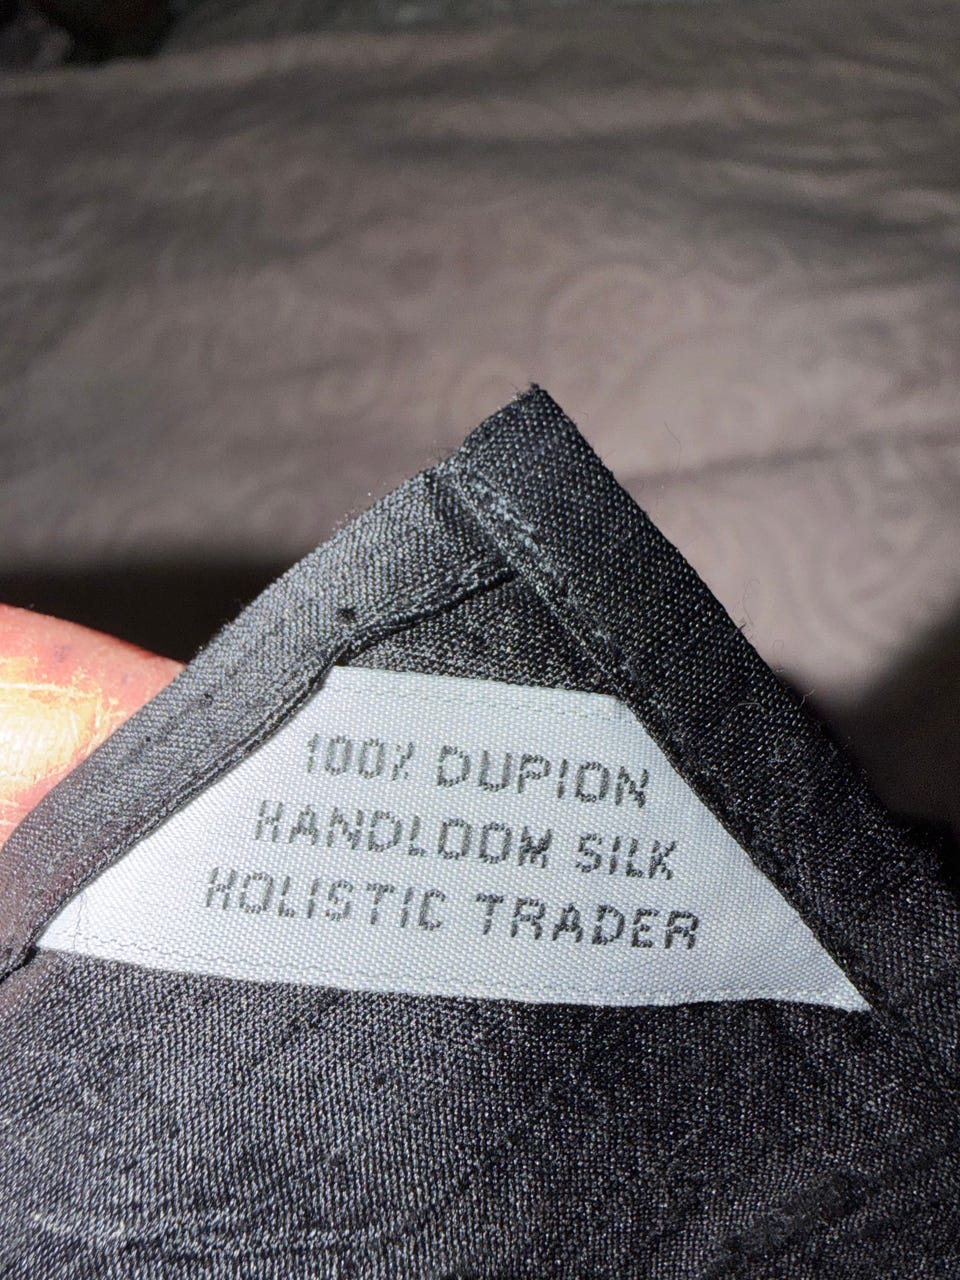 100% DUPION
HANDLOOM SILK
HOLISTIC TRADER